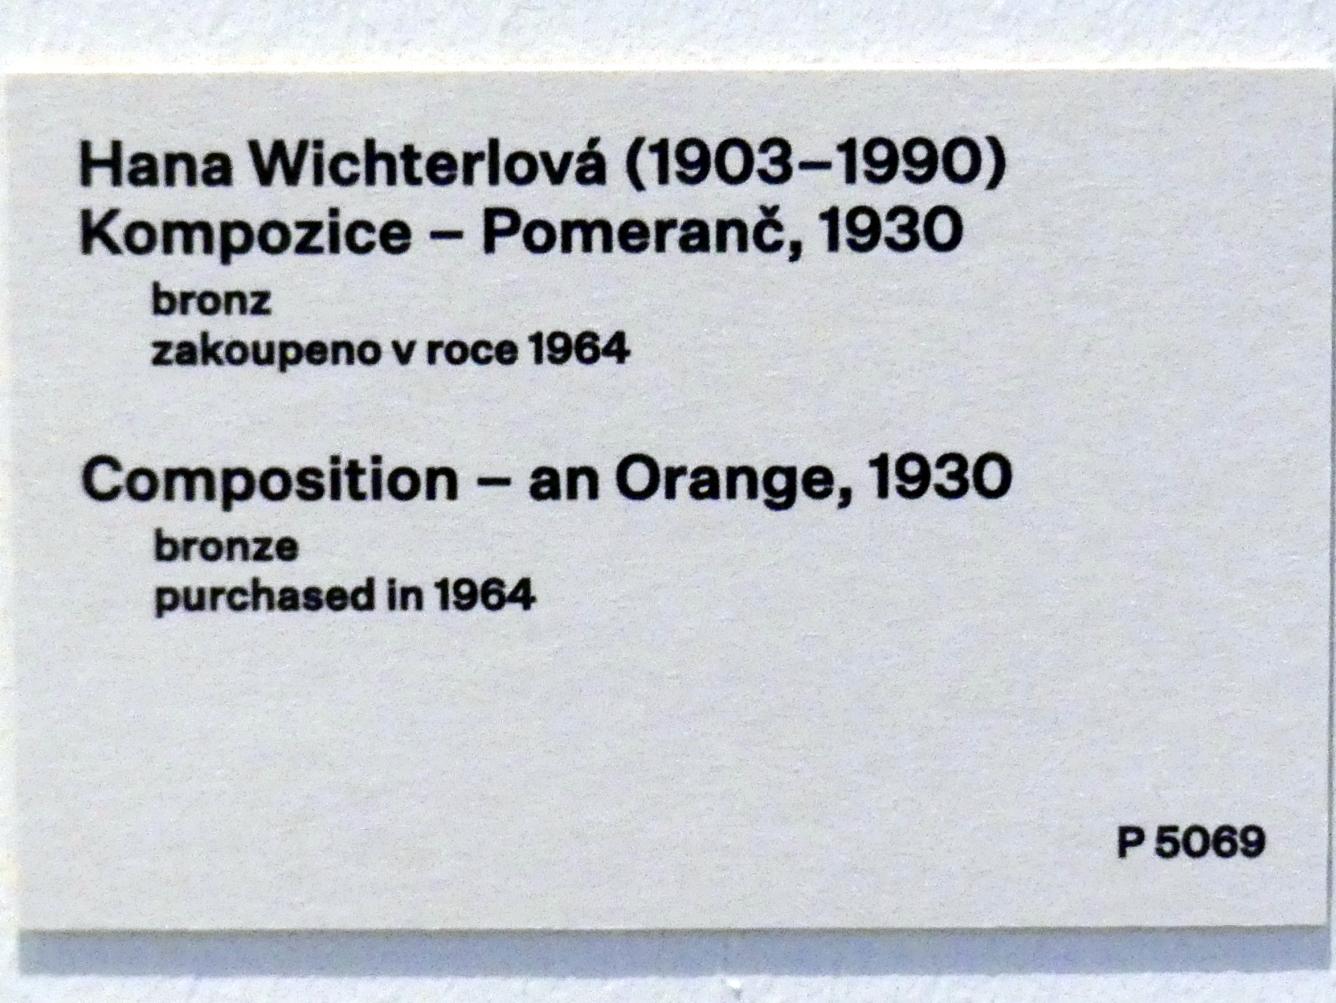 Hana Wichterlová (1903–1990)
Kompozice – Pomeranč, 1930
bronz
zakoupeno v roce 1964
Composition – an Orange, 1930
bronze
purchased in 1964
P 5069